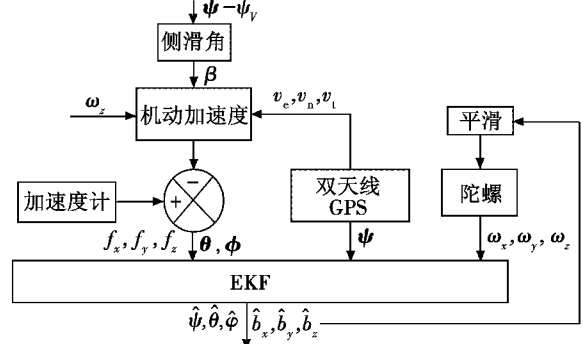 ψ-ψ_V
侧滑角
β
ω_z
机动加速度
v_e,v_n,v_t
平滑
加速度计
双天线
GPS
陀螺
f_x,f_y,f_z
θ,ϕ
ψ
ω_x,ω_y,ω_z
EKF
ψ̂,θ̂,φ̂
b̂_x,b̂_y,b̂_z